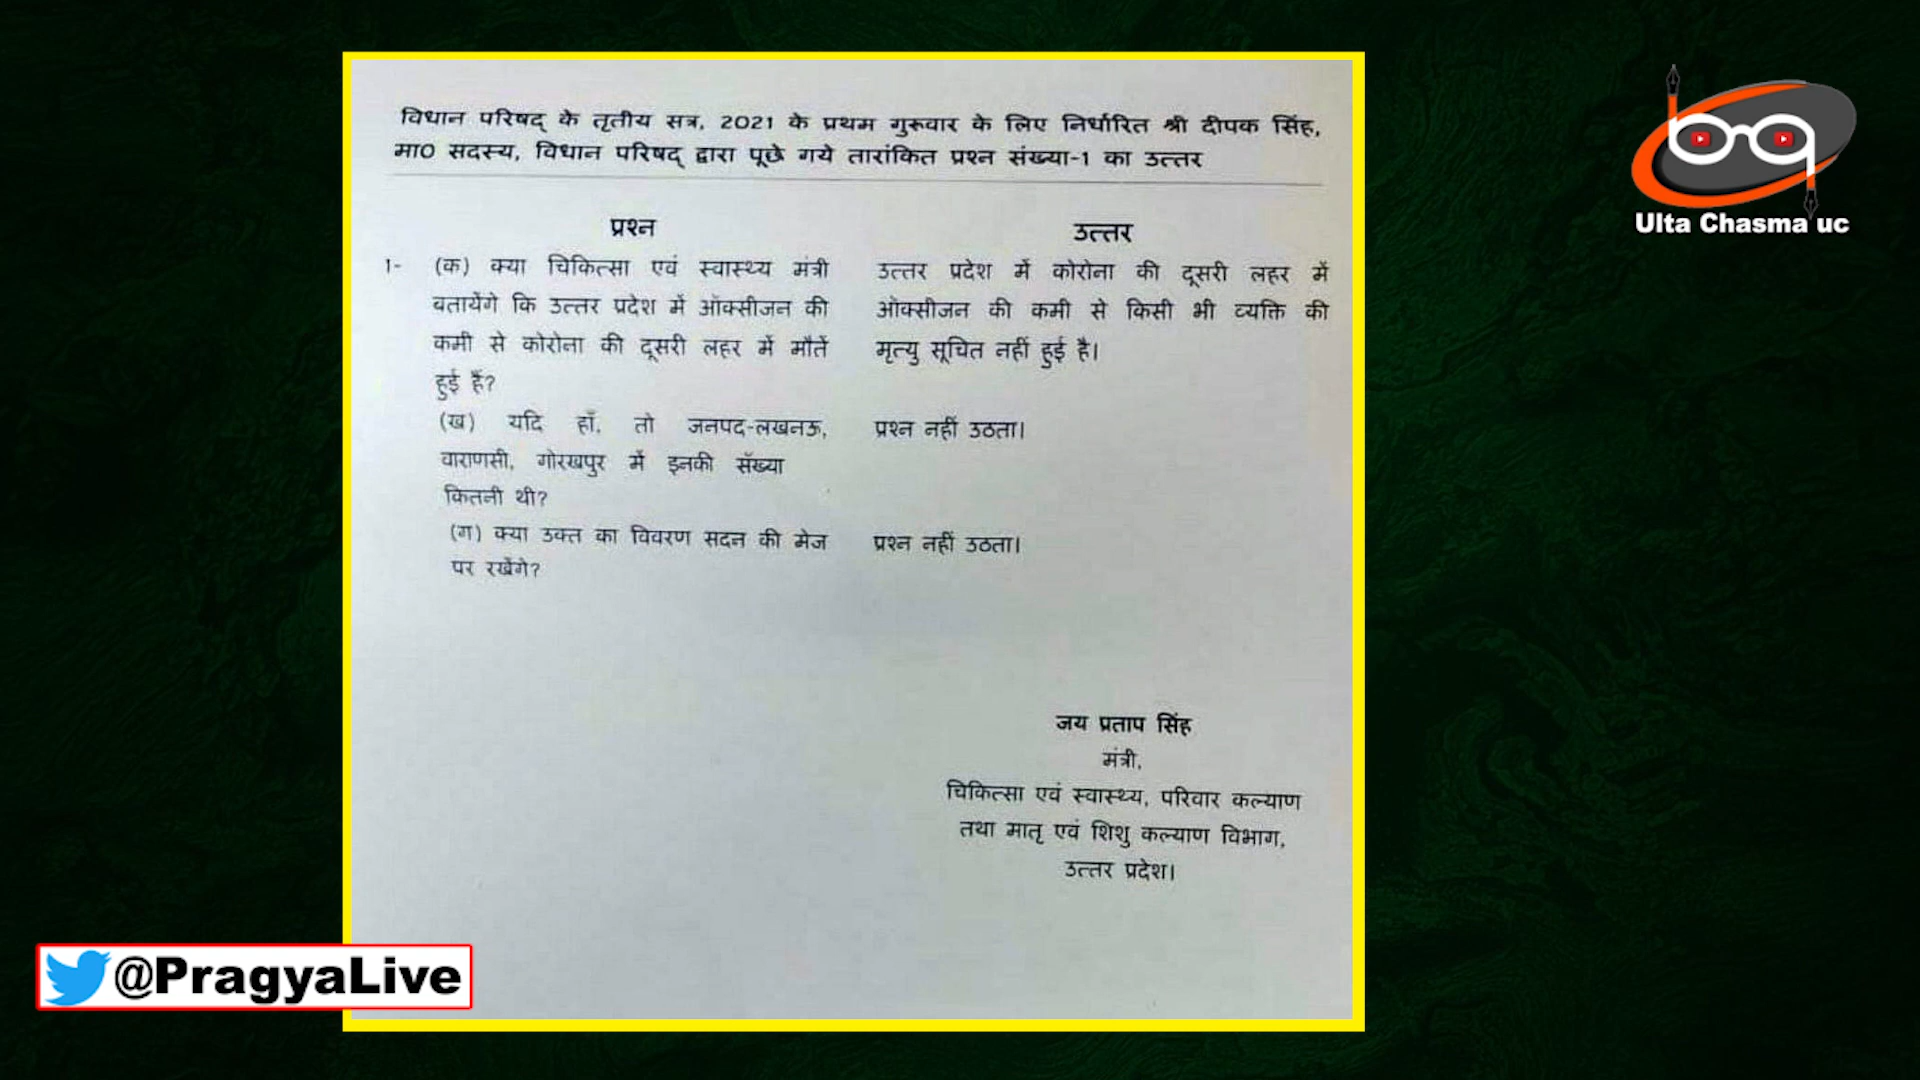 विधान परिषद् के तृतीय सत्र, 2021 के प्रथम गुरूवार के लिए निर्धारित श्री दीपक सिंह,
मा0 सदस्य, विधान परिषद् द्वारा पूछे गये तारांकित प्रश्न संख्या-1 का उत्तर
प्रश्न
उत्तर
1- (क) क्या चिकित्सा एवं स्वास्थ्य मंत्री
बतायेंगे कि उत्तर प्रदेश में ऑक्सीजन की
कमी से कोरोना की दूसरी लहर में मौतें
हुई हैं?
उत्तर प्रदेश में कोरोना की दूसरी लहर में
ऑक्सीजन की कमी से किसी भी व्यक्ति की
मृत्यु सूचित नहीं हुई है।
(ख) यदि हाँ, तो जनपद-लखनऊ,
वाराणसी, गोरखपुर में इनकी सँख्या
कितनी थी?
प्रश्न नहीं उठता।
(ग) क्या उक्त का विवरण सदन की मेज
पर रखेंगे?
प्रश्न नहीं उठता।
जय प्रताप सिंह
मंत्री,
चिकित्सा एवं स्वास्थ्य, परिवार कल्याण
तथा मातृ एवं शिशु कल्याण विभाग,
उत्तर प्रदेश।
Ulta Chasma uc
@PragyaLive